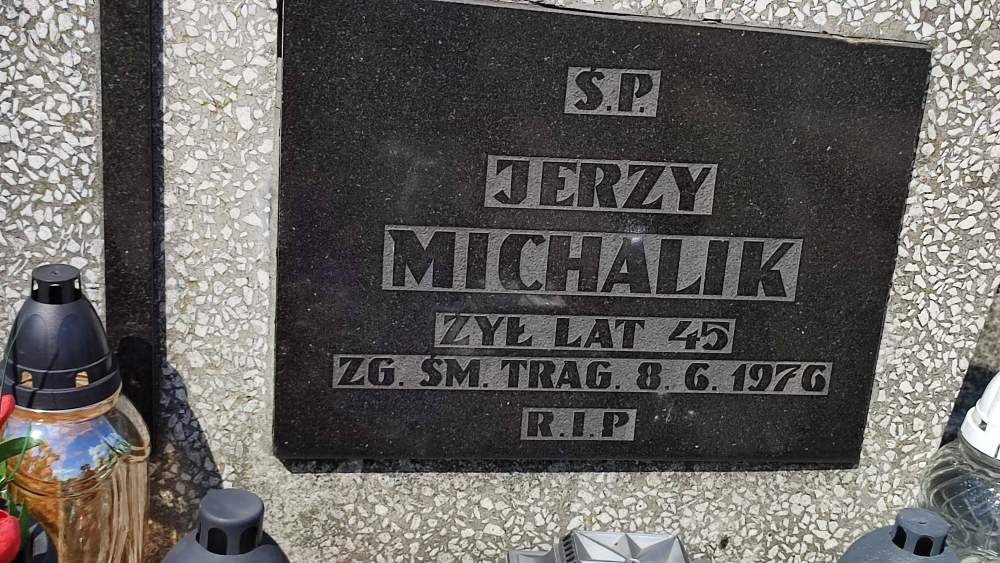 Ś.P.
JERZY
MICHALIK
ŻYŁ LAT 45
ZG. ŚM. TRAG. 8. 6. 1976
R.I.P